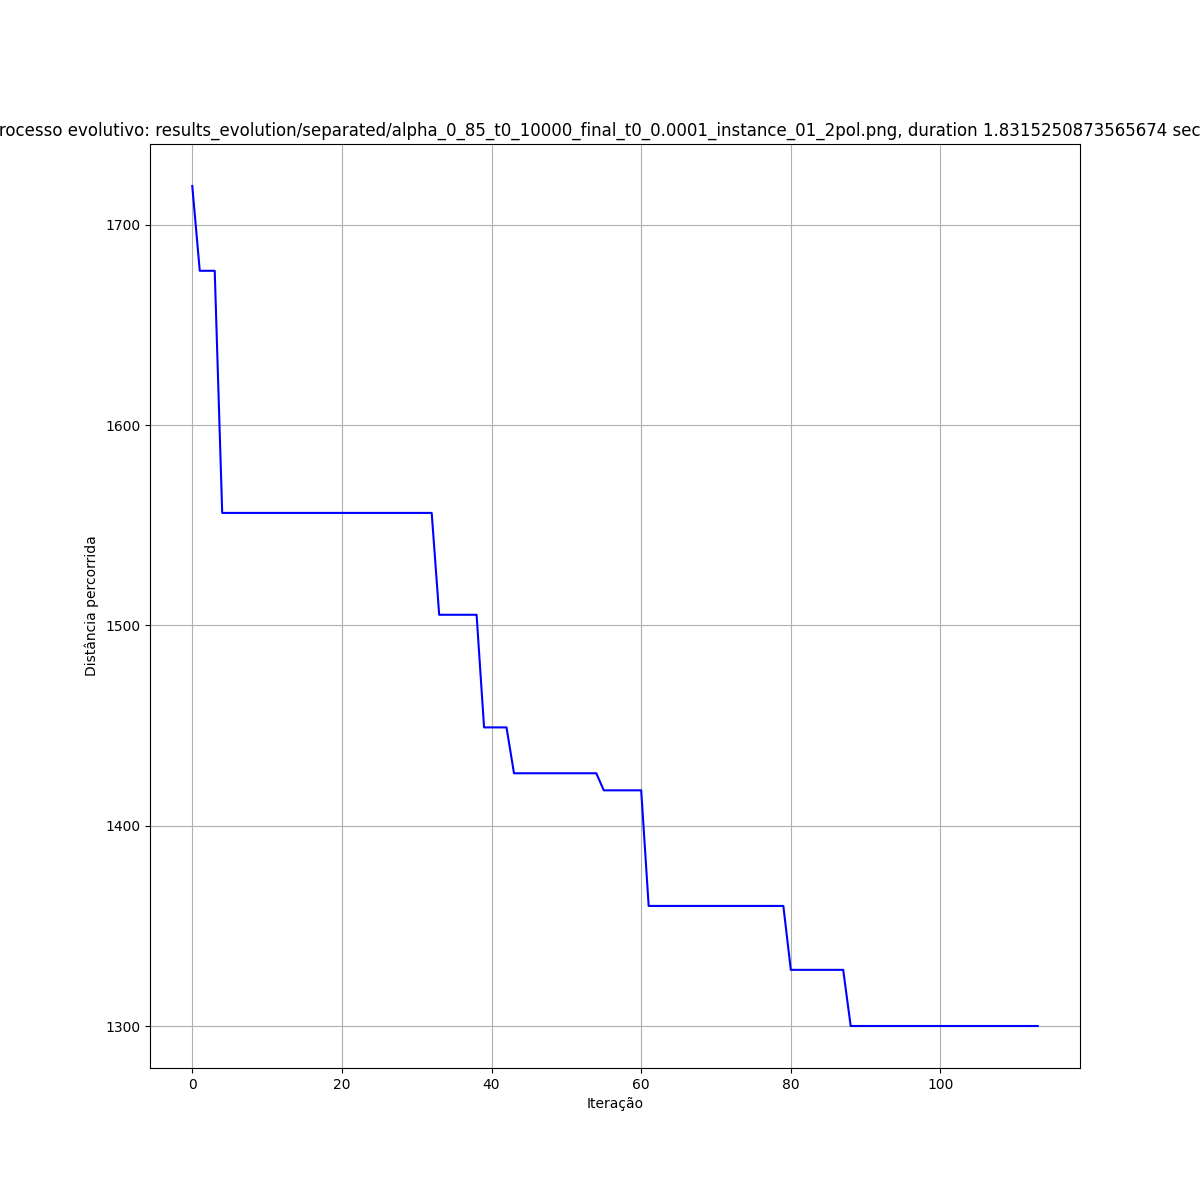 rocesso evolutivo: results_evolution/separated/alpha_0_85_t0_10000_final_t0_0.0001_instance_01_2pol.png, duration 1.8315250873565674 sec
1700
1600
1500
1400
1300
Distância percorrida
0 20 40 60 80 100
Iteração